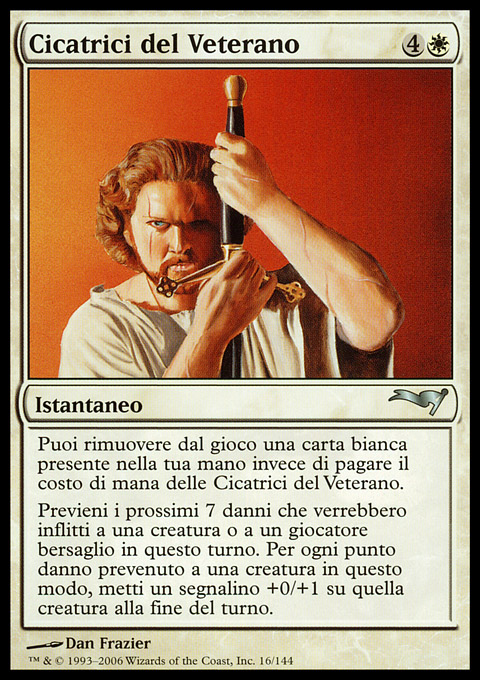 Cicatrici del Veterano 4
Istantaneo
Puoi rimuovere dal gioco una carta bianca
presente nella tua mano invece di pagare il
costo di mana delle Cicatrici del Veterano.
Previeni i prossimi 7 danni che verrebbero
inflitti a una creatura o a un giocatore
bersaglio in questo turno. Per ogni punto
danno prevenuto a una creatura in questo
modo, metti un segnalino +0/+1 su quella
creatura alla fine del turno.
Dan Frazier
™ & © 1993–2006 Wizards of the Coast, Inc. 16/144